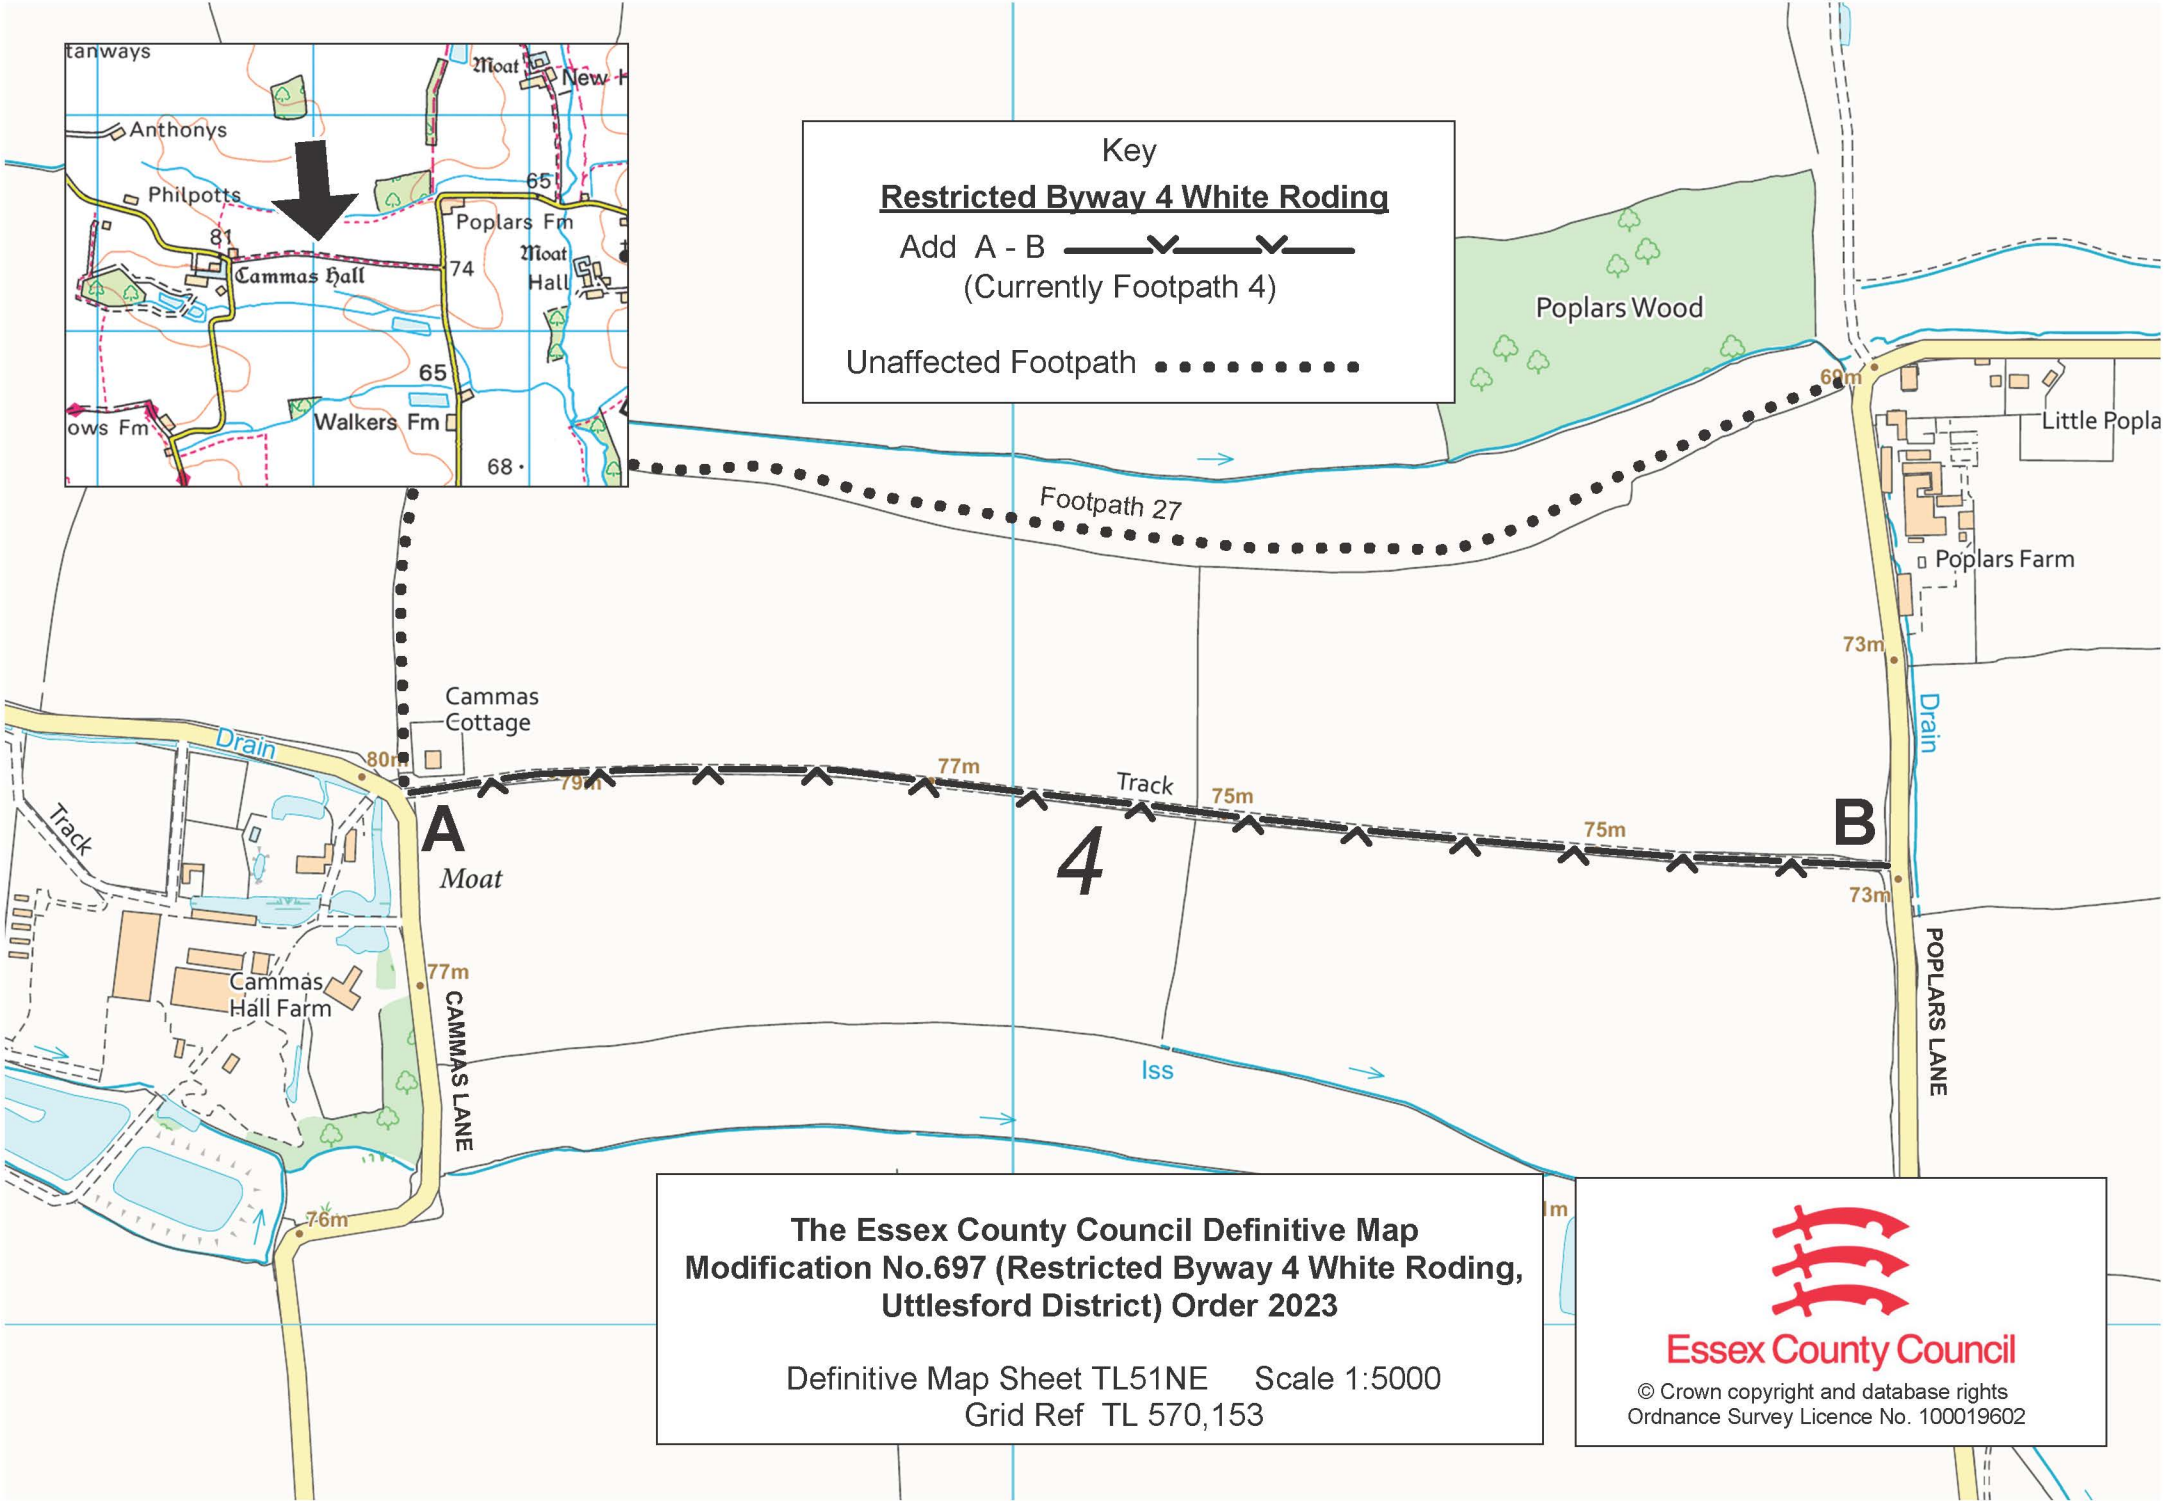 tanways
Moat
New H
Anthonys
Philpotts
65
Poplars Fm
81
Moat
Cammas Hall
74
Hall
65
ows Fm
Walkers Fm
68
Key
Restricted Byway 4 White Roding
Add A - B
(Currently Footpath 4)
Unaffected Footpath
Poplars Wood
69m
Little Popla
Footpath 27
Poplars Farm
73m
Cammas
Cottage
Drain
Drain
80m
79m
77m
Track
75m
75m
Track
A
4
B
Moat
73m
Cammas
Hall Farm
77m
CAMMAS LANE
POPLARS LANE
Iss
76m
The Essex County Council Definitive Map
Modification No.697 (Restricted Byway 4 White Roding,
Uttlesford District) Order 2023
Definitive Map Sheet TL51NE Scale 1:5000
Grid Ref TL 570,153
Essex County Council
© Crown copyright and database rights
Ordnance Survey Licence No. 100019602